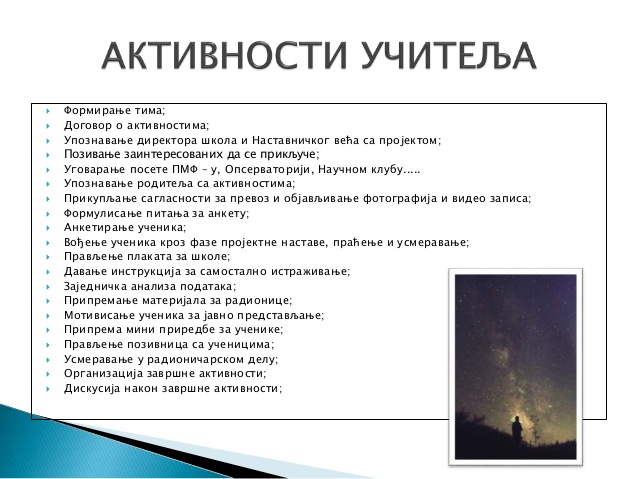 АКТИВНОСТИ УЧИТЕЉА
Формирање тима;
Договор о активностима;
Упознавање директора школа и Наставничког већа са пројектом;
Позивање заинтересованих да се прикључе;
Уговарање посете ПМФ – у, Опсерваторији, Научном клубу.....
Упознавање родитеља са активностима;
Прикупљање сагласности за превоз и објављивање фотографија и видео записа;
Формулисање питања за анкету;
Анкетирање ученика;
Вођење ученика кроз фазе пројектне наставе, праћење и усмеравање;
Прављење плаката за школе;
Давање инструкција за самостално истраживање;
Заједничка анализа података;
Припремање материјала за радионице;
Мотивисање ученика за јавно представљање;
Припрема мини приредбе за ученике;
Прављење позивница са ученицима;
Усмеравање у радионичарском делу;
Организација завршне активности;
Дискусија након завршне активности;